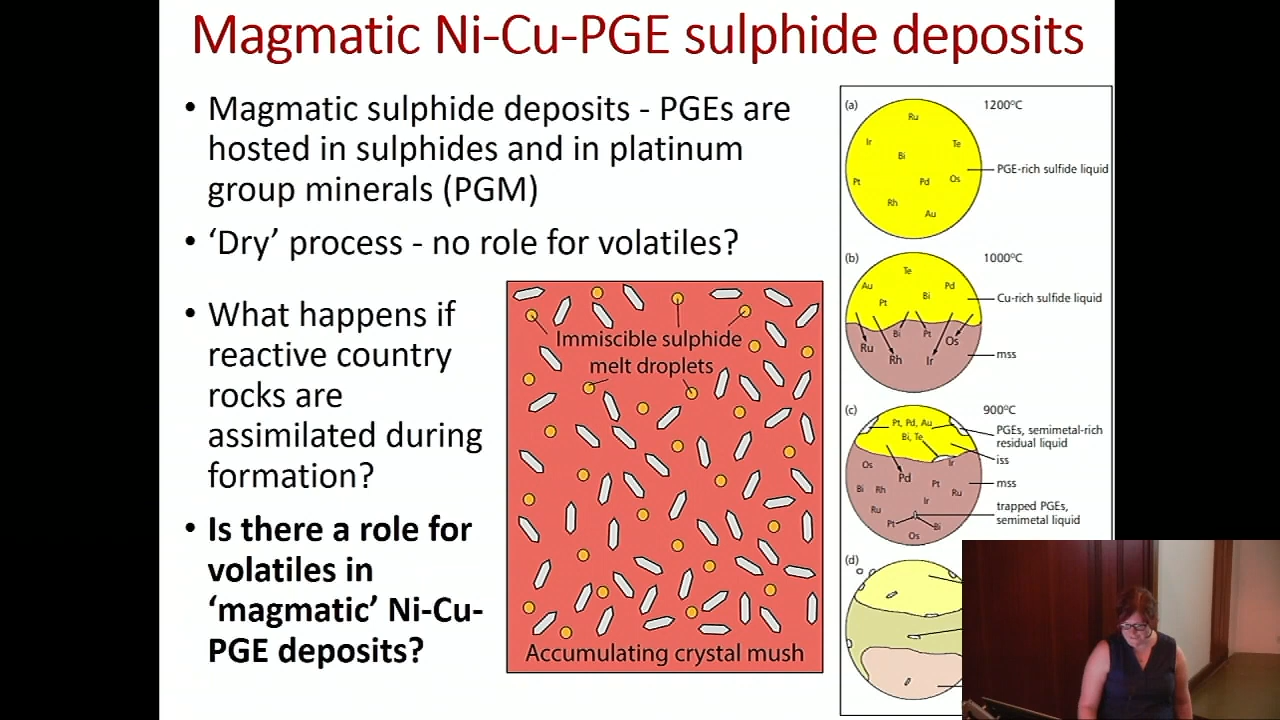 Magmatic Ni-Cu-PGE sulphide deposits
• Magmatic sulphide deposits - PGEs are
hosted in sulphides and in platinum
group minerals (PGM)
• ‘Dry’ process - no role for volatiles?
• What happens if
reactive country
rocks are
assimilated during
formation?
• Is there a role for
volatiles in
‘magmatic’ Ni-Cu-
PGE deposits?
Immiscible sulphide
melt droplets
Accumulating crystal mush
(a)
1200°C
Ru
Ir
Te
Bi
Pt
Pd
Os
Rh
Au
PGE-rich sulfide liquid
(b)
1000°C
Te
Au
Pd
Pt
Bi
Cu-rich sulfide liquid
Bi
Pt
Ru
Os
Rh
Ir
mss
(c)
900°C
Pt, Pd, Au
Bi, Te
PGEs, semimetal-rich
residual liquid
iss
Os
Ir
Pd
Pt
mss
Bi
Rh
Ru
Ir
Ru
trapped PGEs,
semimetal liquid
Pt
Bi
Os
(d)